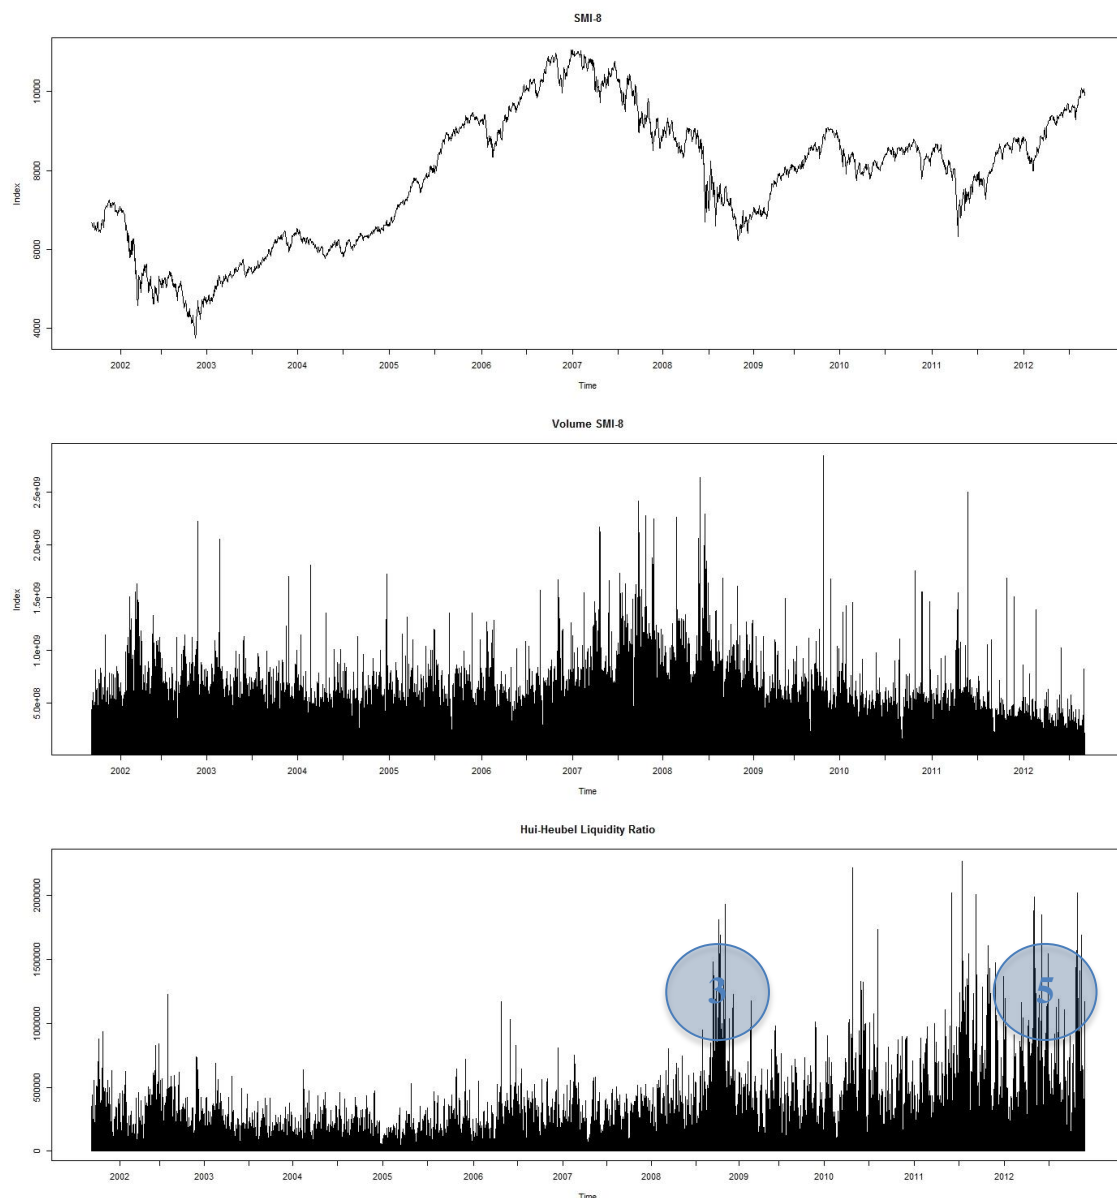 SMI-8
Index
10000
8000
6000
4000
2002 2003 2004 2005 2006 2007 2008 2009 2010 2011 2012
Time
Volume SMI-8
Index
2.5e+09
2.0e+09
1.5e+09
1.0e+09
5.0e+08
2002 2003 2004 2005 2006 2007 2008 2009 2010 2011 2012
Time
Hui-Heubel Liquidity Ratio
2000000
1500000
1000000
500000
0
3 5
2002 2002 2003 2004 2005 2006 2007 2008 2009 2010 2011 2012
Time